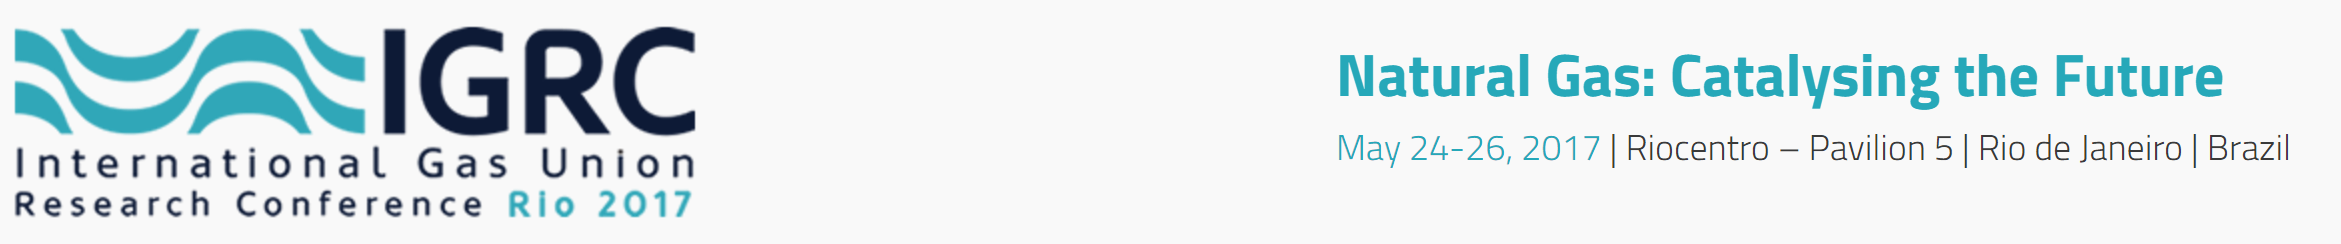 IGRC
International Gas Union
Research Conference Rio 2017
Natural Gas: Catalysing the Future
May 24-26, 2017 | Riocentro – Pavilion 5 | Rio de Janeiro | Brazil